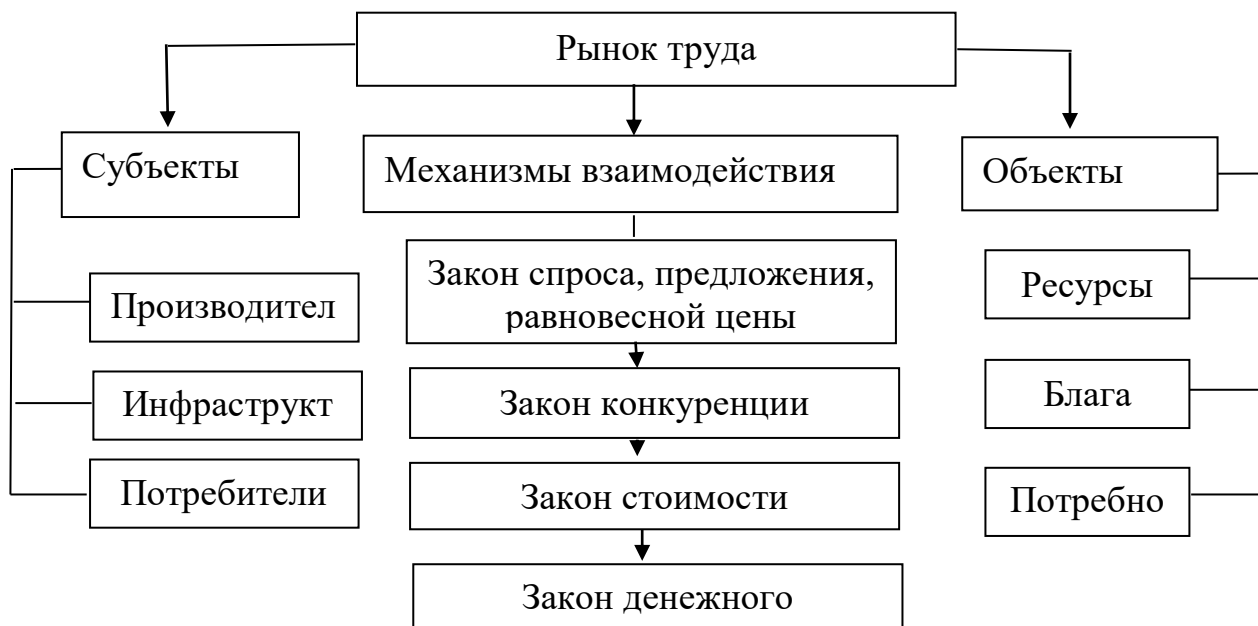 Рынок труда
Субъекты
Механизмы взаимодействия
Объекты
Производител
Инфраструкт
Потребители
Закон спроса, предложения,
равновесной цены
Закон конкуренции
Закон стоимости
Закон денежного
Ресурсы
Блага
Потребно